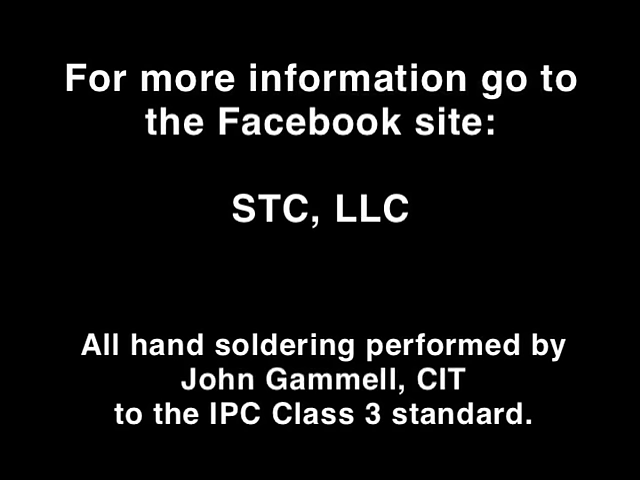 For more information go to
the Facebook site:
STC, LLC
All hand soldering performed by
John Gammell, CIT
to the IPC Class 3 standard.